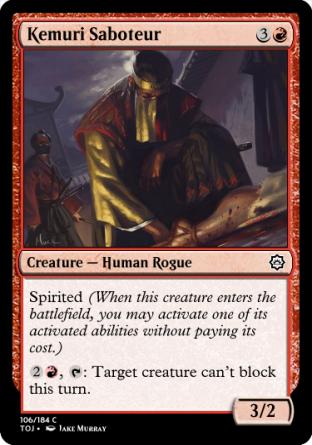 Kemuri Saboteur 3
Creature — Human Rogue
Spirited (When this creature enters the
battlefield, you may activate one of its
activated abilities without paying its
cost.)
2, : Target creature can't block
this turn.
3/2
106/184 C
TOJ • Jake Murray